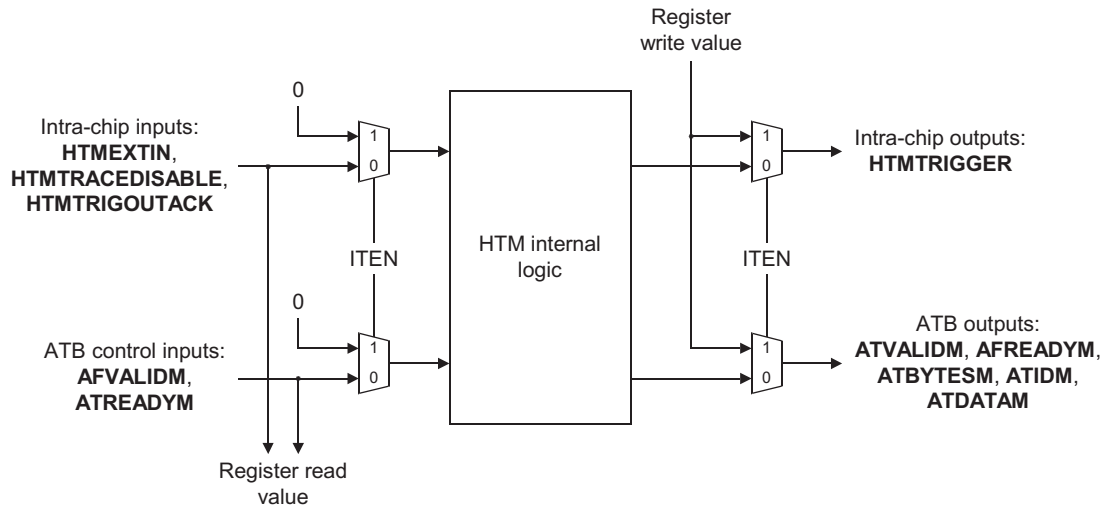 Register
write value
0
Intra-chip inputs:
HTMEXTIN,
HTMTRACEDISABLE,
HTMTRIGOUTACK
1
0
1
0
Intra-chip outputs:
HTMTRIGGER
ITEN
HTM internal
logic
ITEN
0
ATB control inputs:
AFVALIDM,
ATREADYM
1
0
1
0
ATB outputs:
ATVALIDM, AFREADYM,
ATBYTESM, ATIDM,
ATDATAM
Register read
value